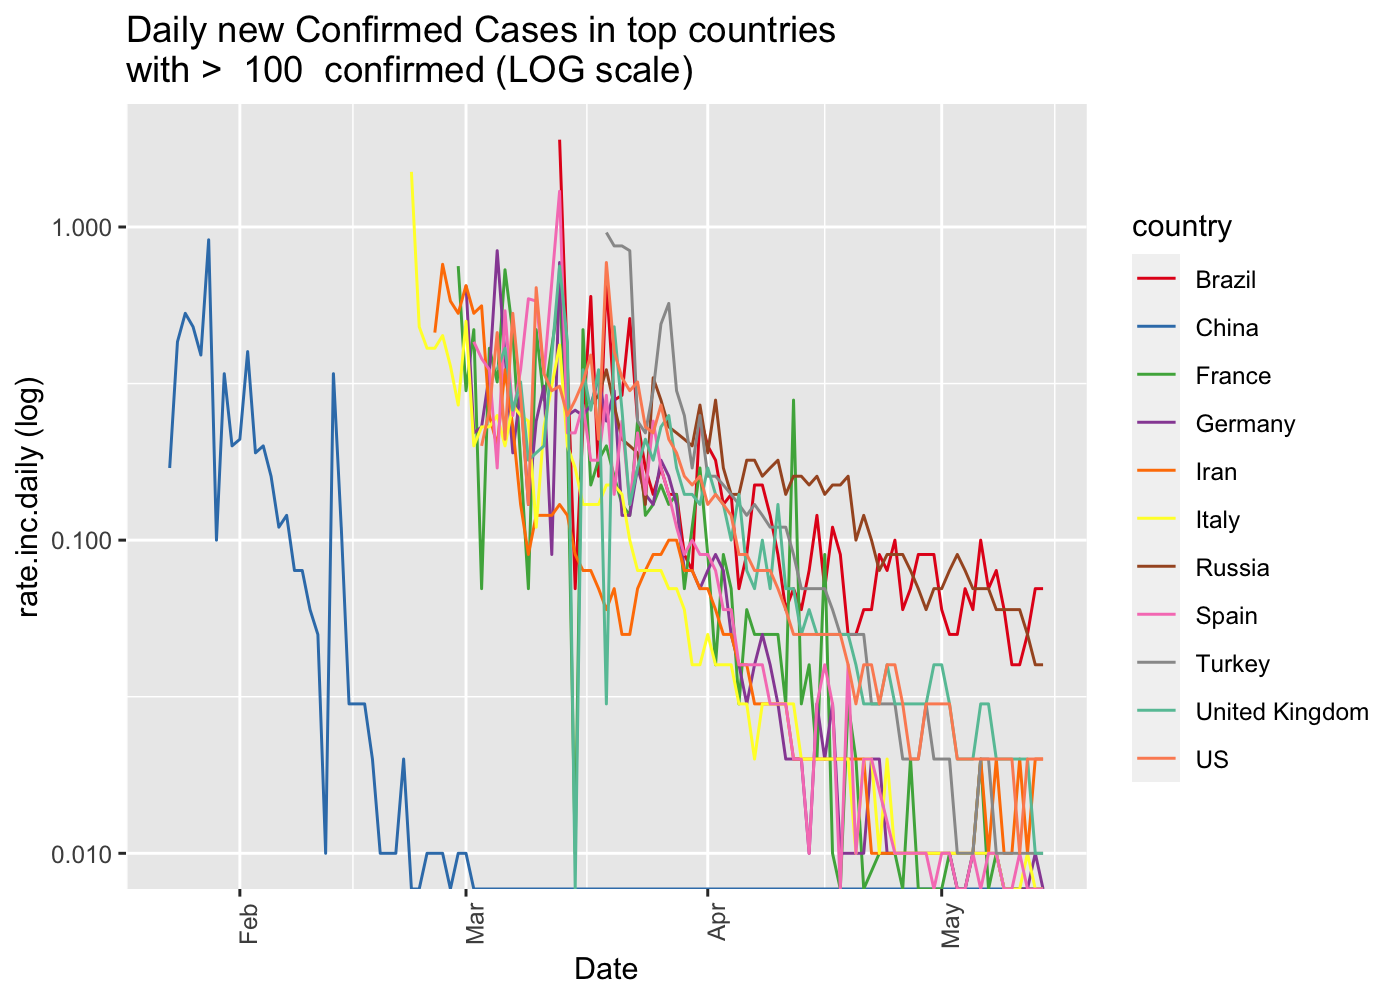 Daily new Confirmed Cases in top countries
with >  100  confirmed (LOG scale)
rate.inc.daily (log)
1.000
0.100
0.010
Feb
Mar
Apr
May
Date
country
Brazil
China
France
Germany
Iran
Italy
Russia
Spain
Turkey
United Kingdom
US